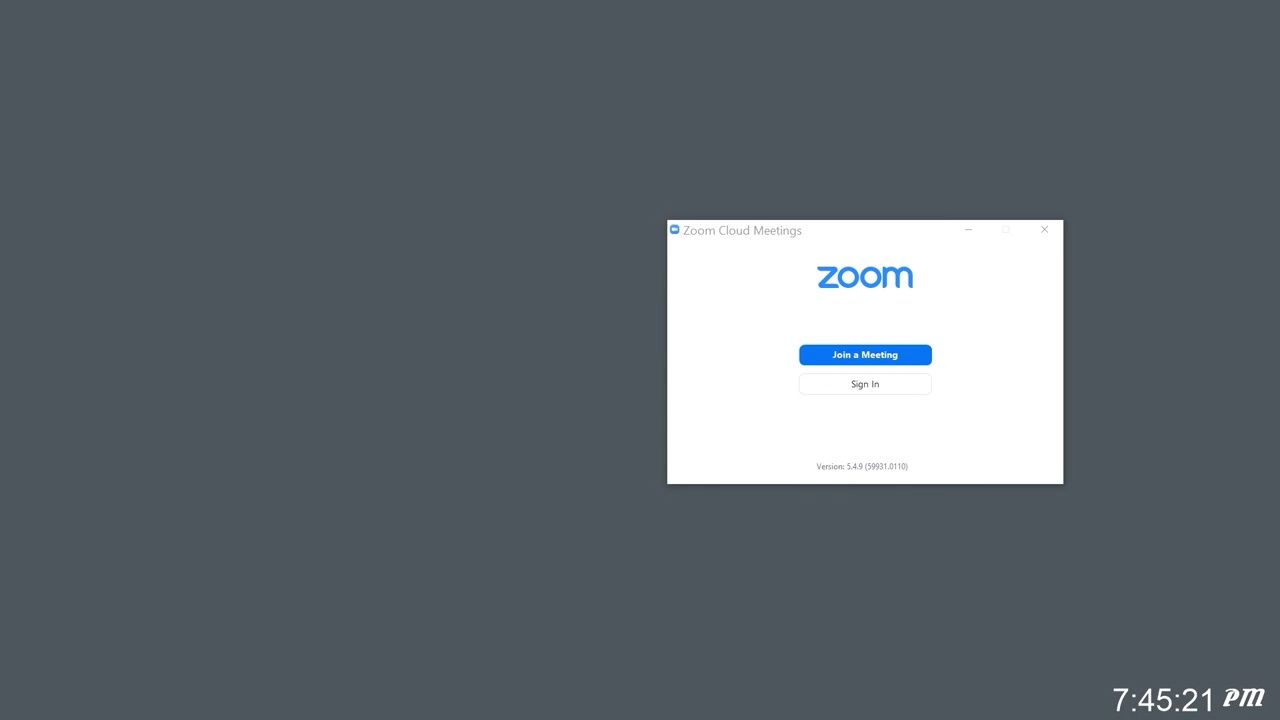 Zoom Cloud Meetings
zoom
Join a Meeting
Sign In
Version: 5.4.9 (59931.0110)
7:45:21 PM